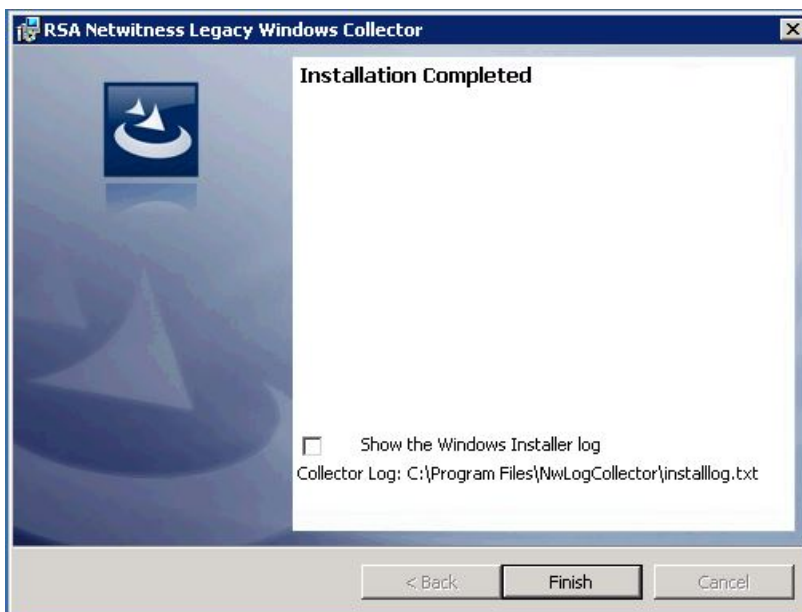 RSA Netwitness Legacy Windows Collector
Installation Completed
Show the Windows Installer log
Collector Log: C:\Program Files\NwLogCollector\installlog.txt
< Back
Finish
Cancel